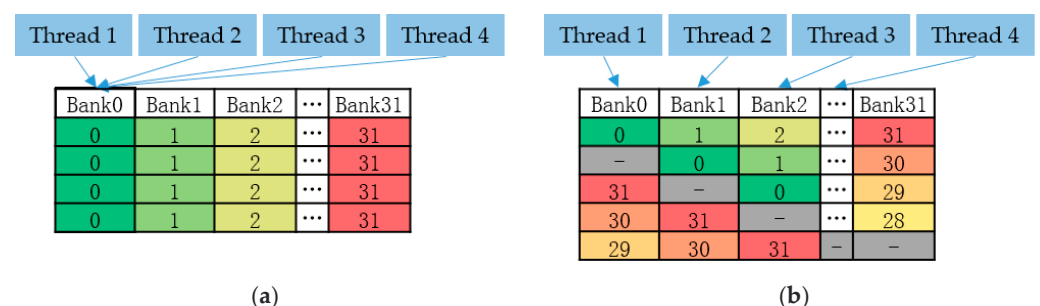 Thread 1 Thread 2 Thread 3 Thread 4
Bank0 Bank1 Bank2 ··· Bank31
0 1 2 ··· 31
0 1 2 ··· 31
0 1 2 ··· 31
0 1 2 ··· 31
(a)
Thread 1 Thread 2 Thread 3 Thread 4
Bank0 Bank1 Bank2 ··· Bank31
0 1 2 ··· 31
– 0 1 ··· 30
31 – 0 ··· 29
30 31 – ··· 28
29 30 31 – –
(b)